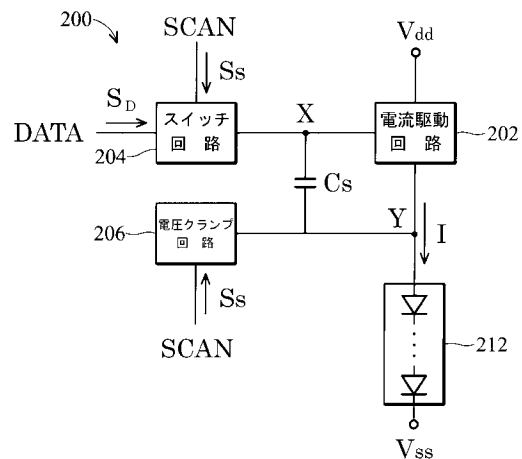 200
SCAN
Ss
Vdd
SD
DATA
スイッチ
回 路
204
X
電流駆動
回 路
202
Cs
206
電圧クランプ
回 路
Y
I
Ss
SCAN
212
Vss